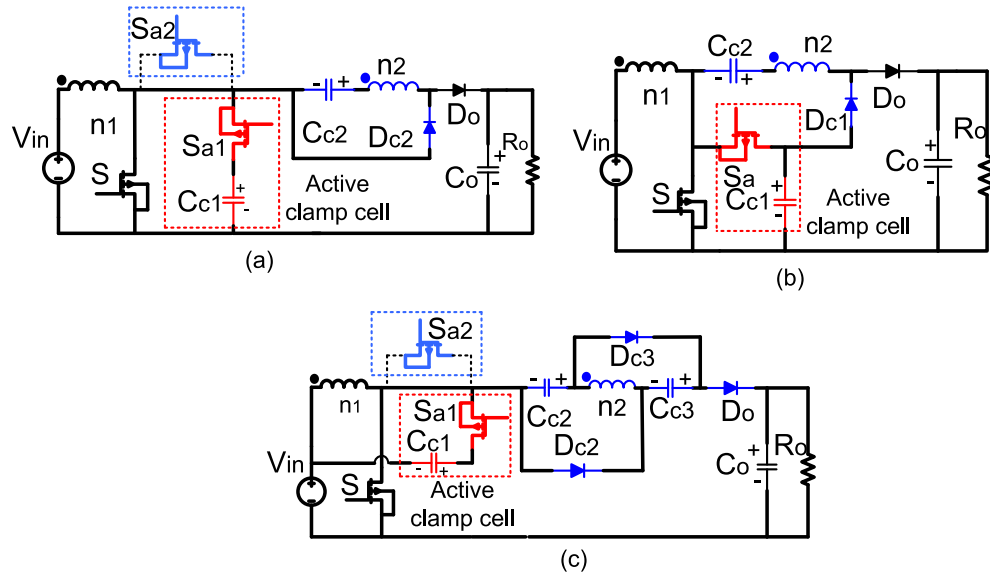 Sa2
n1
Vin
S
Sa1
Cc1
+
-
Active
clamp cell
- +
Cc2
n2
Dc2
Do
Co
+
-
Ro
(a)
n1
Vin
S
Cc2
- +
n2
Dc1
Do
Sa
Cc1
+
-
Active
clamp cell
Co
+
-
Ro
(b)
Sa2
n1
Vin
S
Sa1
Cc1
- +
Active
clamp cell
- +
Cc2
Dc3
n2
- +
Cc3
Dc2
Do
Co
+
-
Ro
(c)